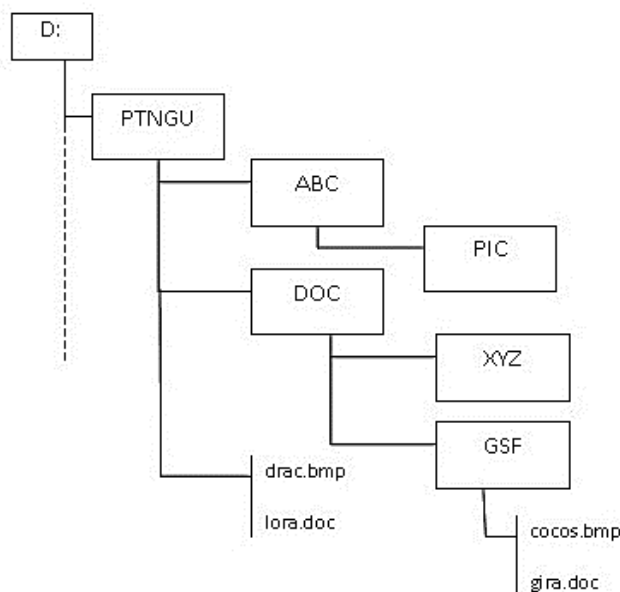 D:
PTNGU
ABC
PIC
DOC
XYZ
GSF
drac.bmp
lora.doc
cocos.bmp
gira.doc